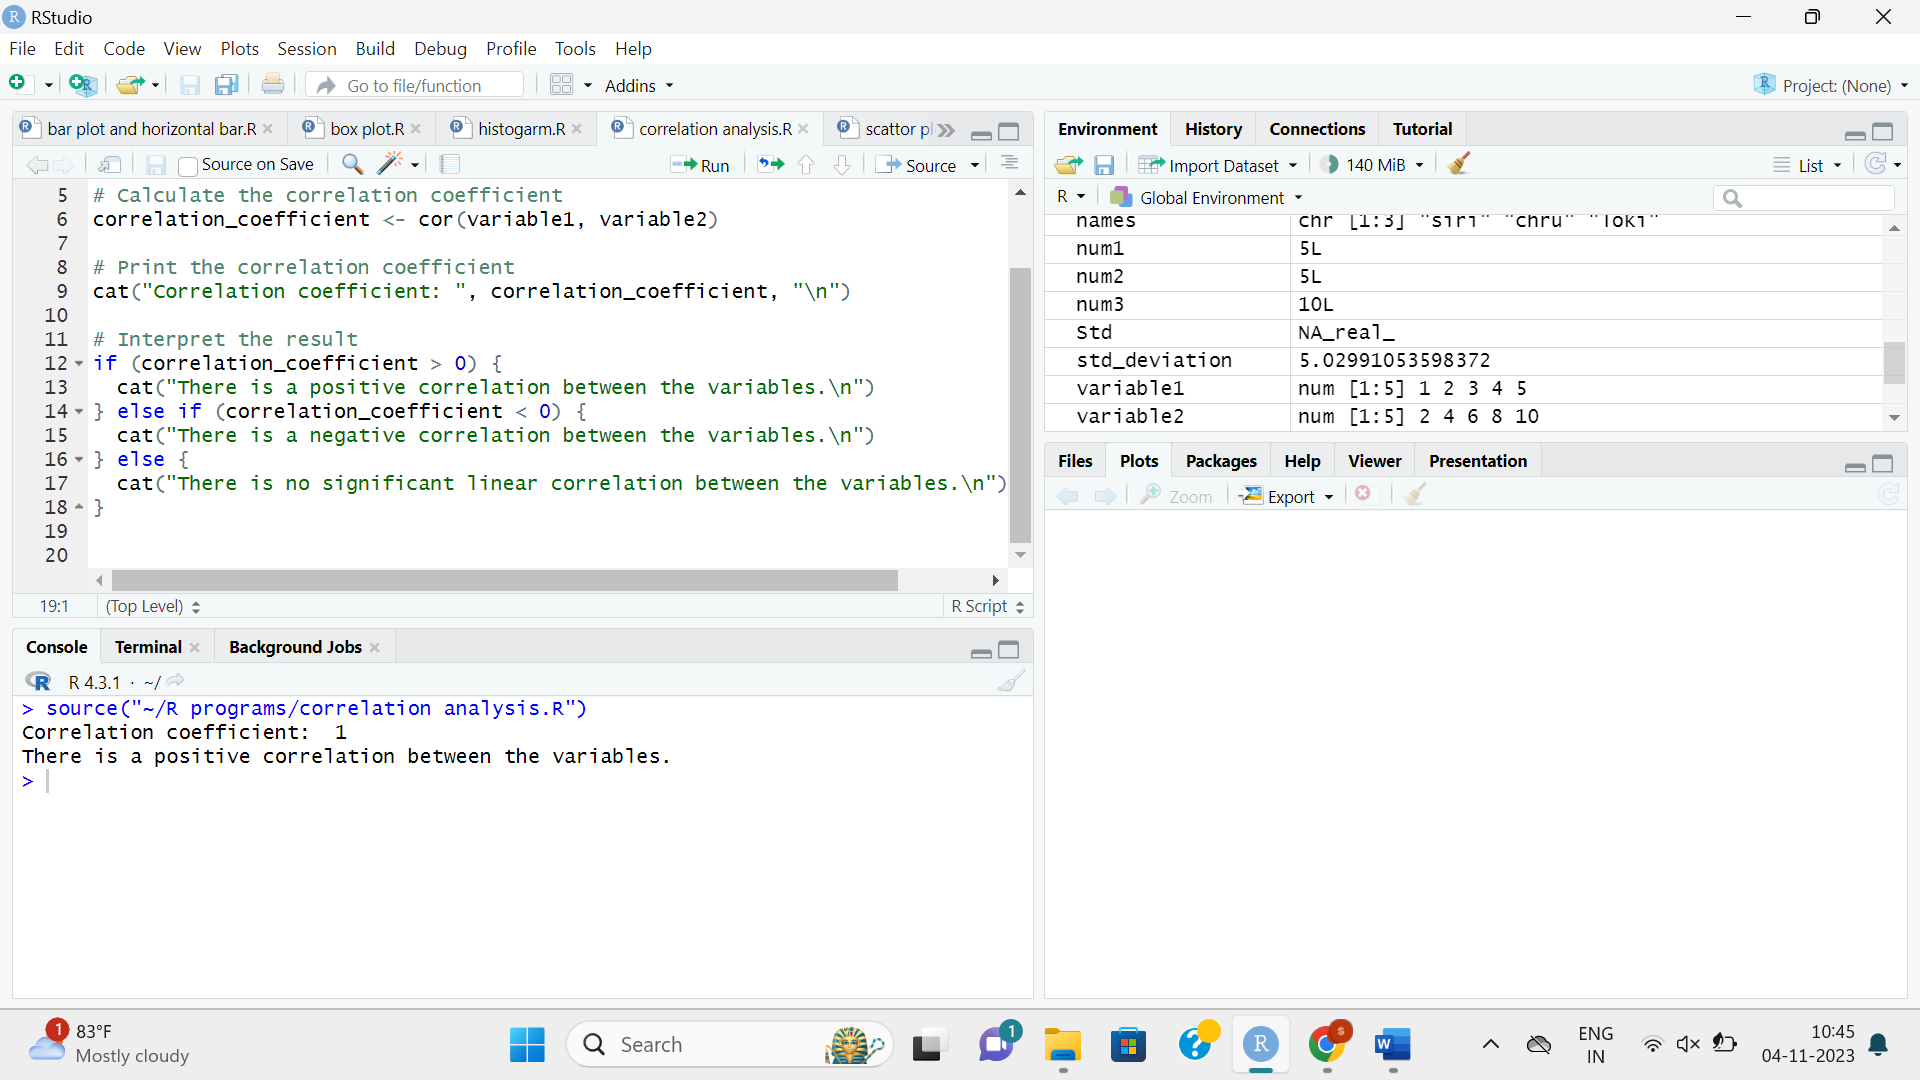 RStudio
File Edit Code View Plots Session Build Debug Profile Tools Help
Go to file/function Addins Project: (None)
bar plot and horizontal bar.R box plot.R histogarm.R correlation analysis.R scattor pl
Source on Save Run Source
5 # Calculate the correlation coefficient
6 correlation_coefficient <- cor(variable1, variable2)
7
8 # Print the correlation coefficient
9 cat("Correlation coefficient: ", correlation_coefficient, "\n")
10
11 # Interpret the result
12 if (correlation_coefficient > 0) {
13 cat("There is a positive correlation between the variables.\n")
14 } else if (correlation_coefficient < 0) {
15 cat("There is a negative correlation between the variables.\n")
16 } else {
17 cat("There is no significant linear correlation between the variables.\n")
18 }
19
20
19:1 (Top Level) R Script
Console Terminal Background Jobs
R 4.3.1 · ~/
> source("~/R programs/correlation analysis.R")
Correlation coefficient:  1
There is a positive correlation between the variables.
>
Environment History Connections Tutorial
Import Dataset 140 MiB List
R Global Environment
names chr [1:3] "siri" "chru" "loki"
num1 5L
num2 5L
num3 10L
Std NA_real_
std_deviation 5.02991053598372
variable1 num [1:5] 1 2 3 4 5
variable2 num [1:5] 2 4 6 8 10
Files Plots Packages Help Viewer Presentation
Zoom Export
1 83°F
Mostly cloudy
Search
1
R
S
W
ENG
IN
10:45
04-11-2023